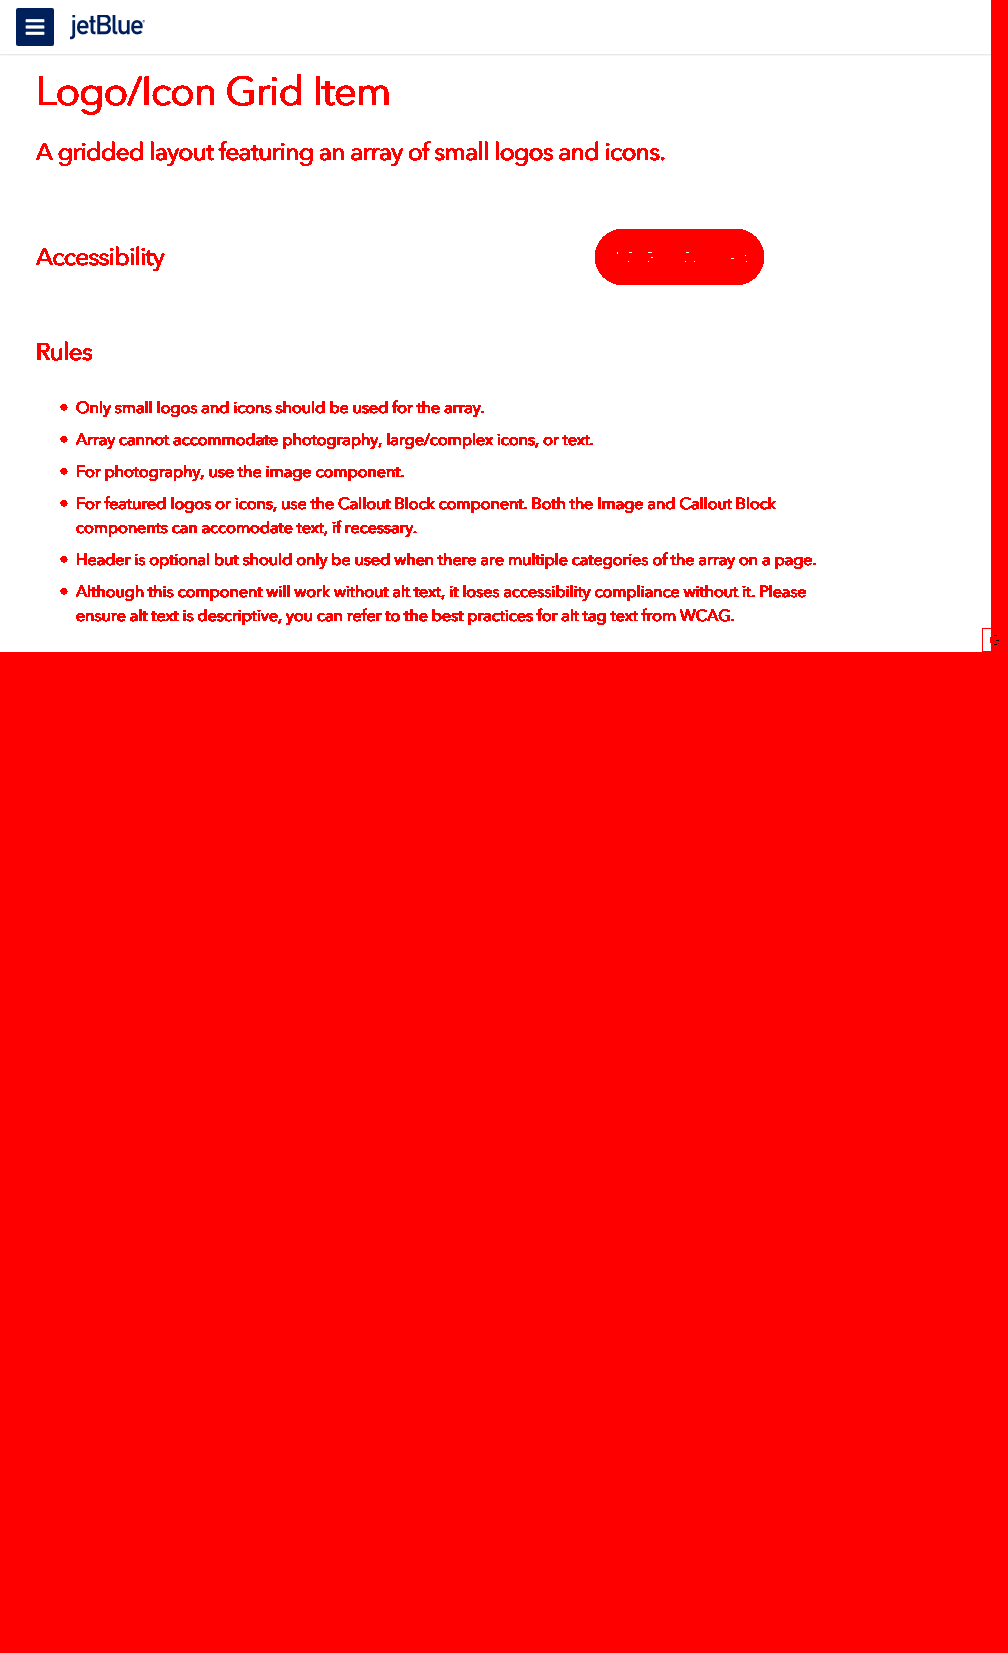 jetBlue
Logo/Icon Grid Item
A gridded layout featuring an array of small logos and icons.
Accessibility
Rules
• Only small logos and icons should be used for the array.
• Array cannot accommodate photography, large/complex icons, or text.
• For photography, use the image component.
• For featured logos or icons, use the Callout Block component. Both the Image and Callout Block
components can accomodate text, if recessary.
• Header is optional but should only be used when there are multiple categories of the array on a page.
• Although this component will work without alt text, it loses accessibility compliance without it. Please
ensure alt text is descriptive, you can refer to the best practices for alt tag text from WCAG.